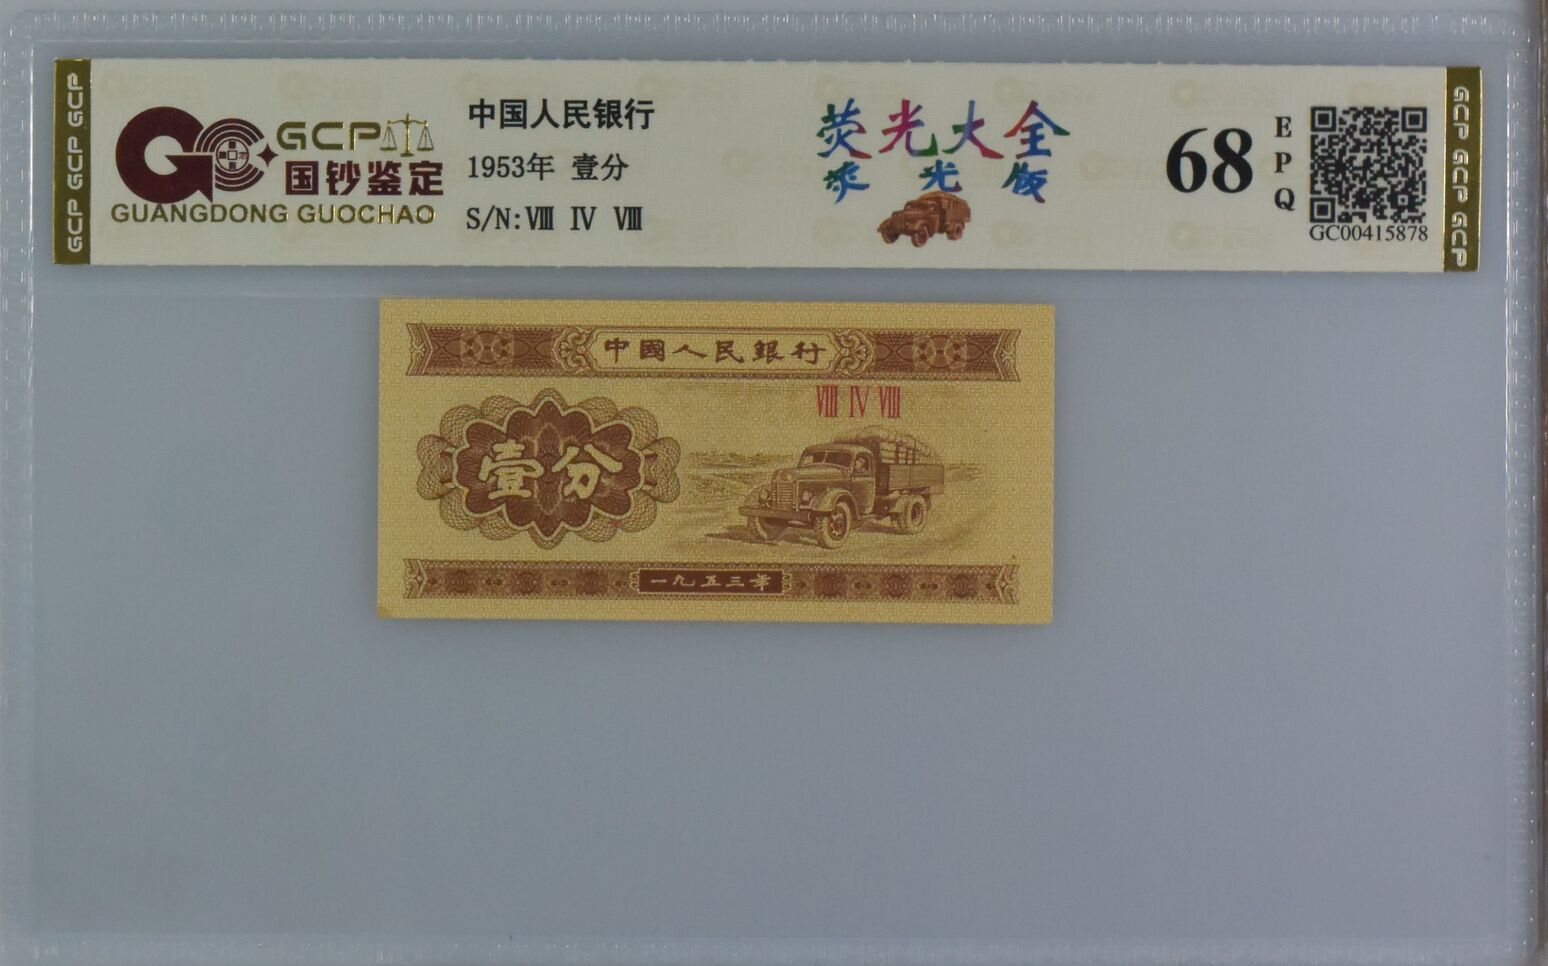 GCP GCP GCP
GCP
国钞鉴定
GUANGDONG GUOCHAO
中国人民银行
1953年 壹分
S/N:Ⅷ Ⅳ Ⅷ
荧光大全
荧光版
68
EPQ
GC00415878
GCP GCP GCP
中國人民銀行
Ⅷ Ⅳ Ⅷ
壹分
一九五三年